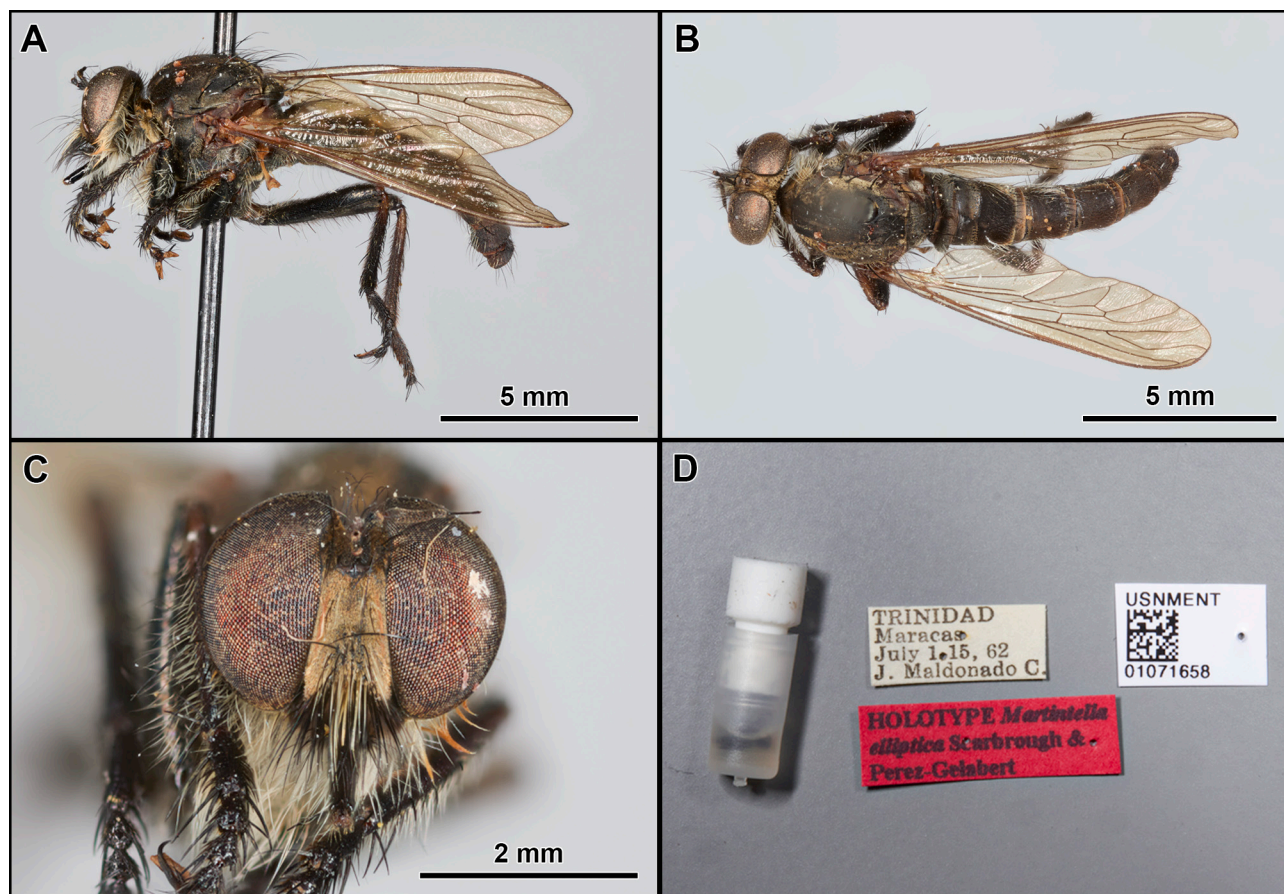 A
5 mm
B
5 mm
C
2 mm
D
TRINIDAD
Maracas
July 1-15, 62
J. Maldonado C.
USNMENT
01071658
HOLOTYPE Martintella
elliptica Scarbrough &
Perez-Gelabert